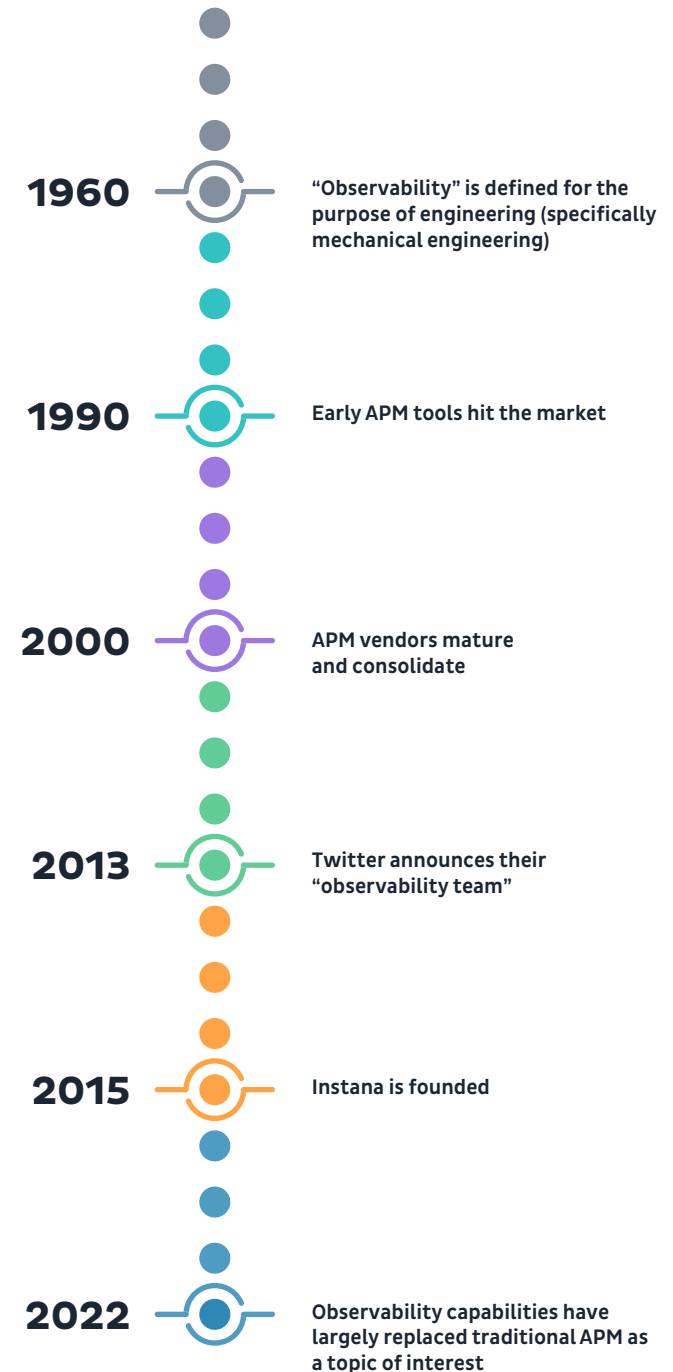 1960
“Observability” is defined for the
purpose of engineering (specifically
mechanical engineering)
1990
Early APM tools hit the market
2000
APM vendors mature
and consolidate
2013
Twitter announces their
“observability team”
2015
Instana is founded
2022
Observability capabilities have
largely replaced traditional APM as
a topic of interest